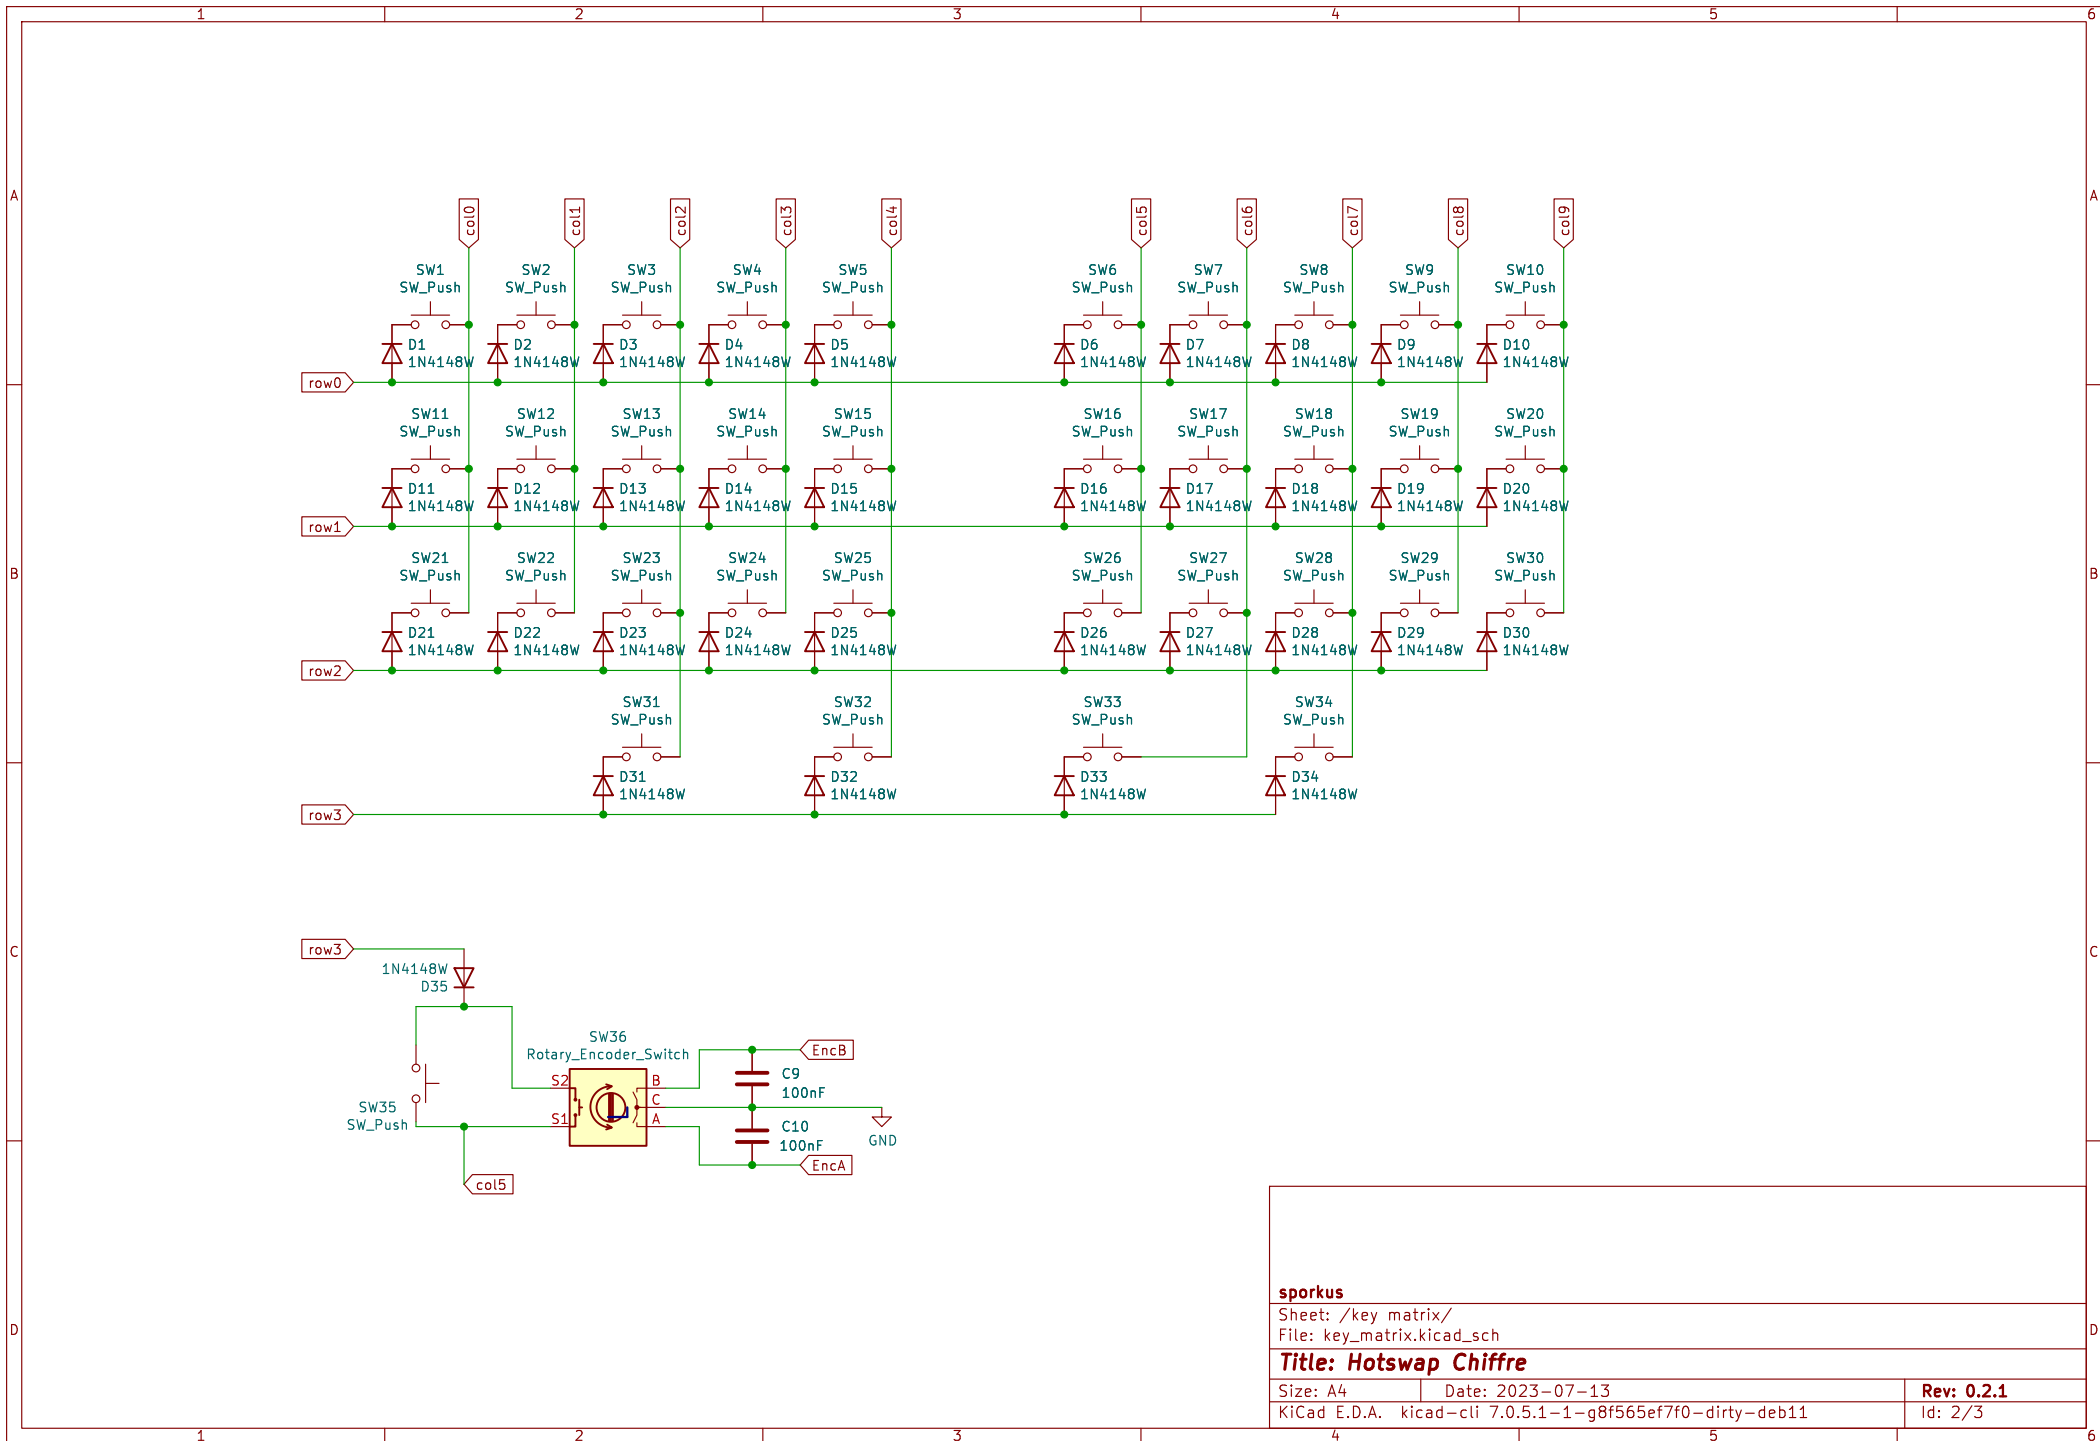 1 2 3 4 5 6
A A
col0 col1 col2 col3 col4 col5 col6 col7 col8 col9
SW1 SW2 SW3 SW4 SW5 SW6 SW7 SW8 SW9 SW10
SW_Push SW_Push SW_Push SW_Push SW_Push SW_Push SW_Push SW_Push SW_Push SW_Push
D1 D2 D3 D4 D5 D6 D7 D8 D9 D10
1N4148W 1N4148W 1N4148W 1N4148W 1N4148W 1N4148W 1N4148W 1N4148W 1N4148W 1N4148W
row0
SW11 SW12 SW13 SW14 SW15 SW16 SW17 SW18 SW19 SW20
SW_Push SW_Push SW_Push SW_Push SW_Push SW_Push SW_Push SW_Push SW_Push SW_Push
D11 D12 D13 D14 D15 D16 D17 D18 D19 D20
1N4148W 1N4148W 1N4148W 1N4148W 1N4148W 1N4148W 1N4148W 1N4148W 1N4148W 1N4148W
row1
SW21 SW22 SW23 SW24 SW25 SW26 SW27 SW28 SW29 SW30
B B
SW_Push SW_Push SW_Push SW_Push SW_Push SW_Push SW_Push SW_Push SW_Push SW_Push
D21 D22 D23 D24 D25 D26 D27 D28 D29 D30
1N4148W 1N4148W 1N4148W 1N4148W 1N4148W 1N4148W 1N4148W 1N4148W 1N4148W 1N4148W
row2
SW31 SW32 SW33 SW34
SW_Push SW_Push SW_Push SW_Push
D31 D32 D33 D34
1N4148W 1N4148W 1N4148W 1N4148W
row3
row3
C C
1N4148W
D35
SW36
Rotary_Encoder_Switch
EncB
S2 B
C9
100nF
C
SW35
SW_Push
S1 A
C10
100nF
GND
EncA
col5
sporkus
Sheet: /key matrix/
File: key_matrix.kicad_sch
D D
Title: Hotswap Chiffre
Size: A4 Date: 2023-07-13 Rev: 0.2.1
KiCad E.D.A. kicad-cli 7.0.5.1-1-g8f565ef7f0-dirty-deb11 Id: 2/3
1 2 3 4 5 6